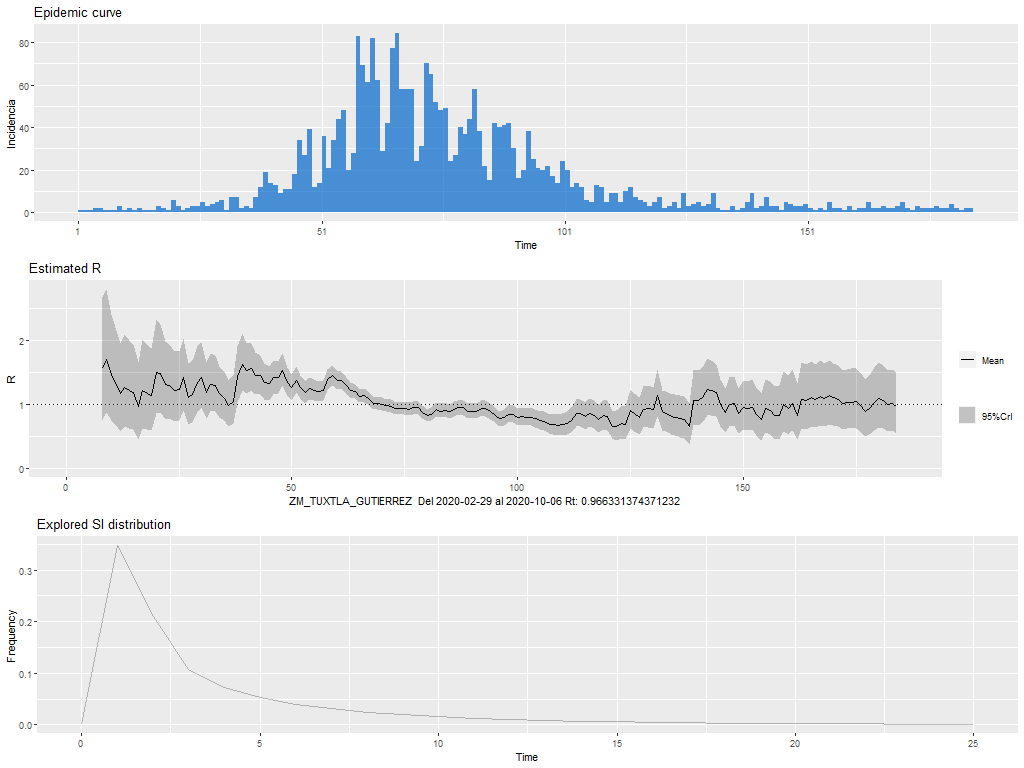 Epidemic curve
80
60
40
20
0
Incidencia
1 51 101 151
Time
Estimated R
2
1
0
R
0 50 100 150
Mean
95%CrI
ZM_TUXTLA_GUTIERREZ Del 2020-02-29 al 2020-10-06 Rt: 0.966331374371232
Explored SI distribution
0.3
0.2
0.1
0.0
Frequency
0 5 10 15 20 25
Time